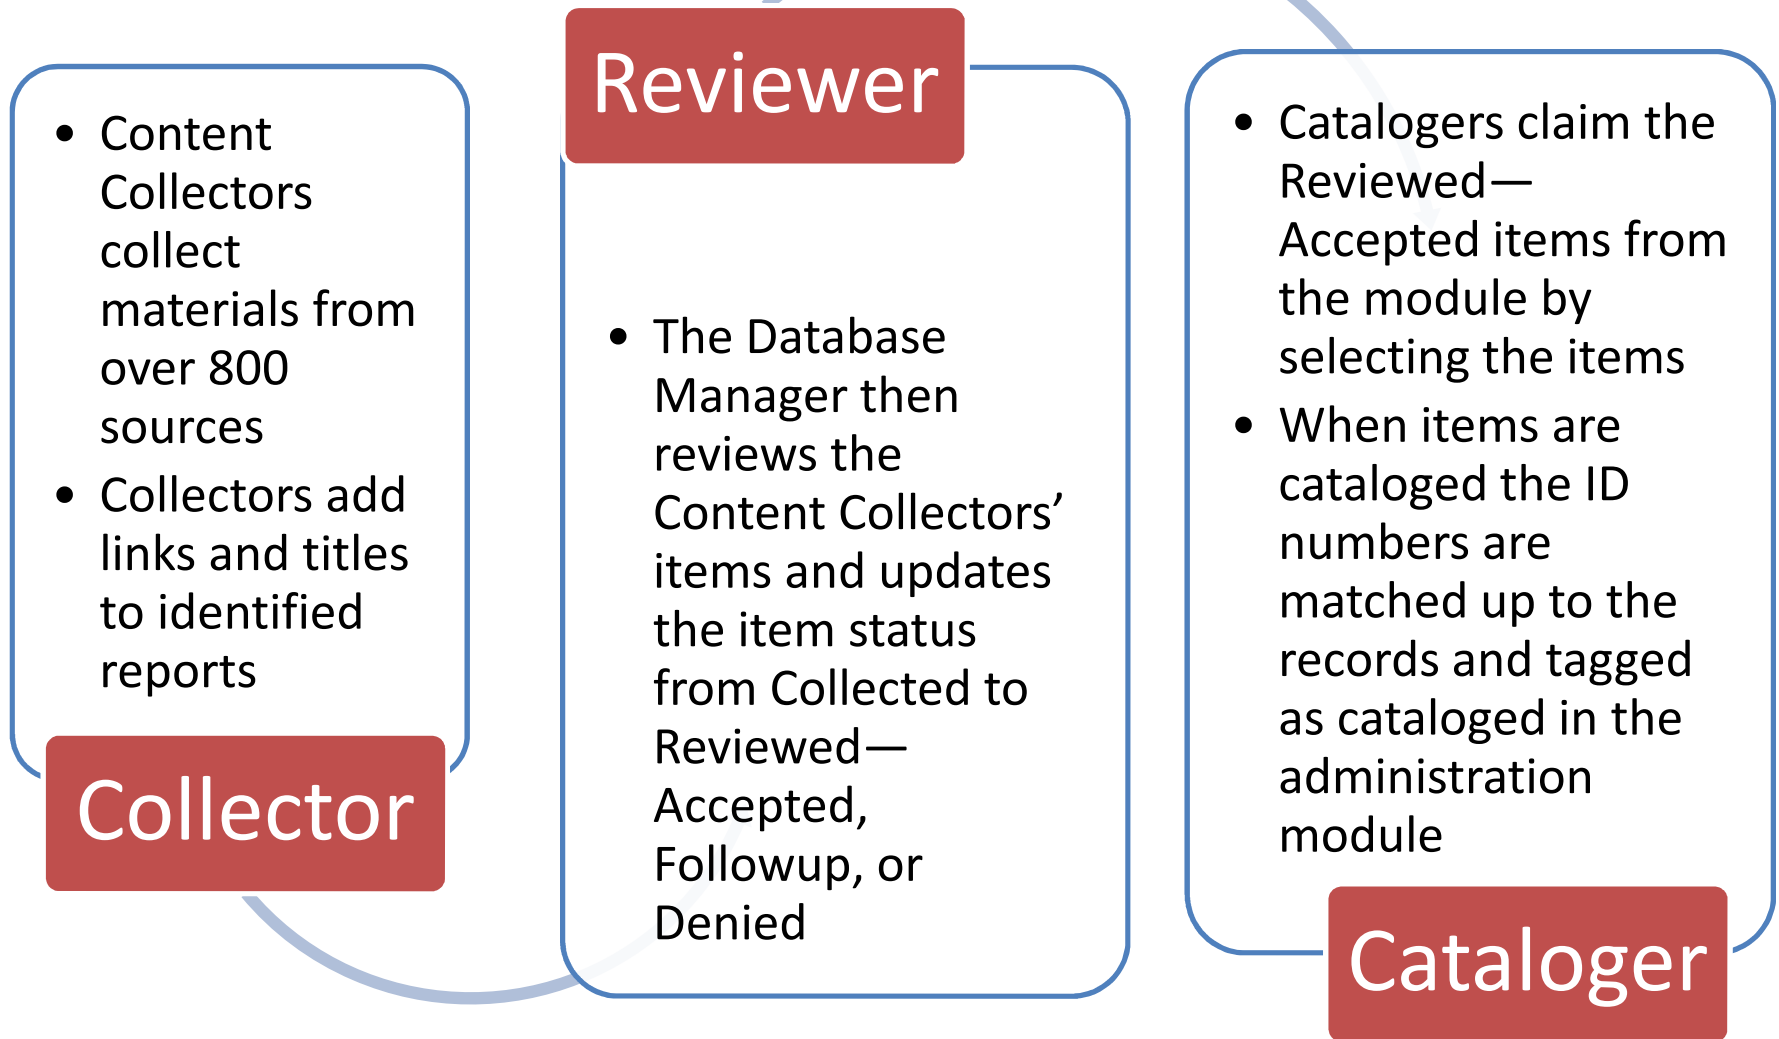 • Content
Collectors
collect
materials from
over 800
sources
• Collectors add
links and titles
to identified
reports
Collector
Reviewer
• The Database
Manager then
reviews the
Content Collectors’
items and updates
the item status
from Collected to
Reviewed—
Accepted,
Followup, or
Denied
• Catalogers claim the
Reviewed—
Accepted items from
the module by
selecting the items
• When items are
cataloged the ID
numbers are
matched up to the
records and tagged
as cataloged in the
administration
module
Cataloger